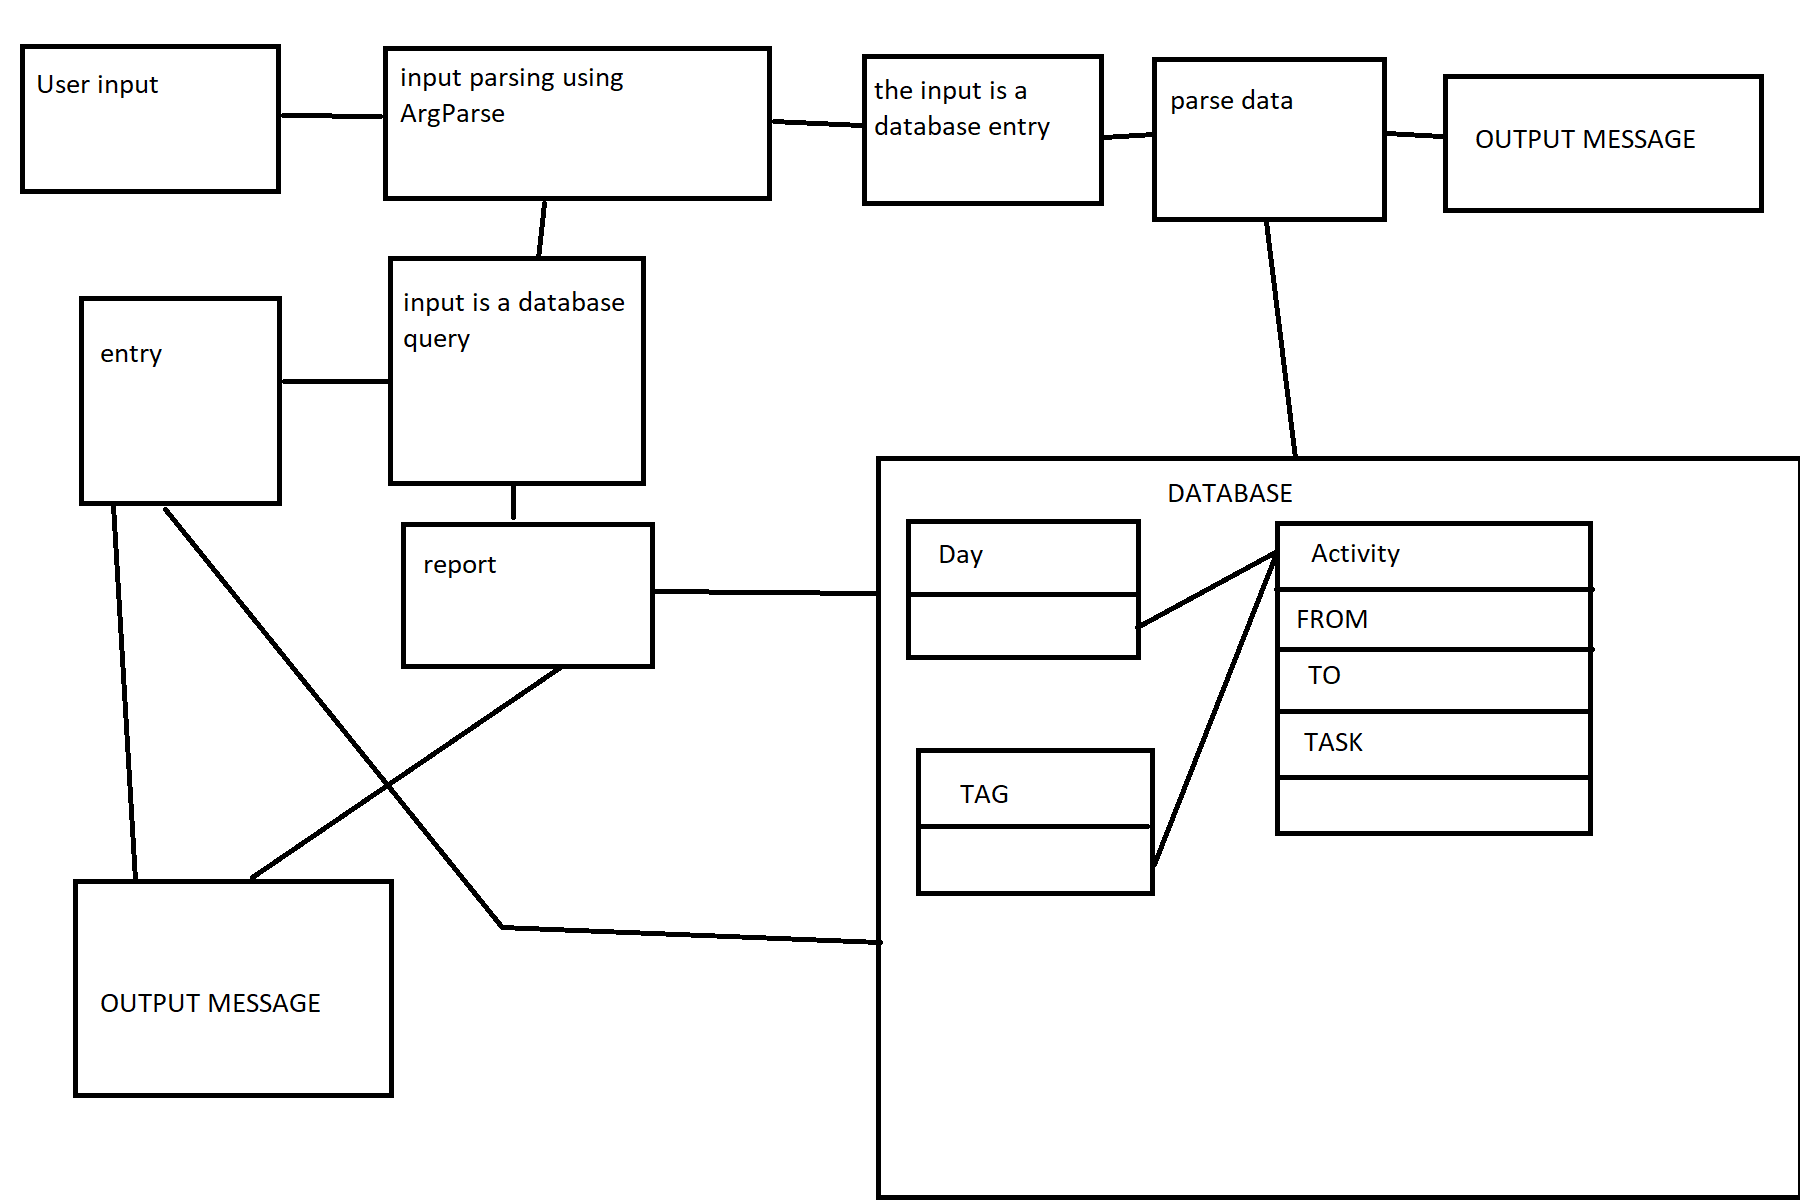 User input
input parsing using
ArgParse
the input is a
database entry
parse data
OUTPUT MESSAGE
entry
input is a database
query
report
DATABASE
Day
Activity
FROM
TO
TASK
TAG
OUTPUT MESSAGE